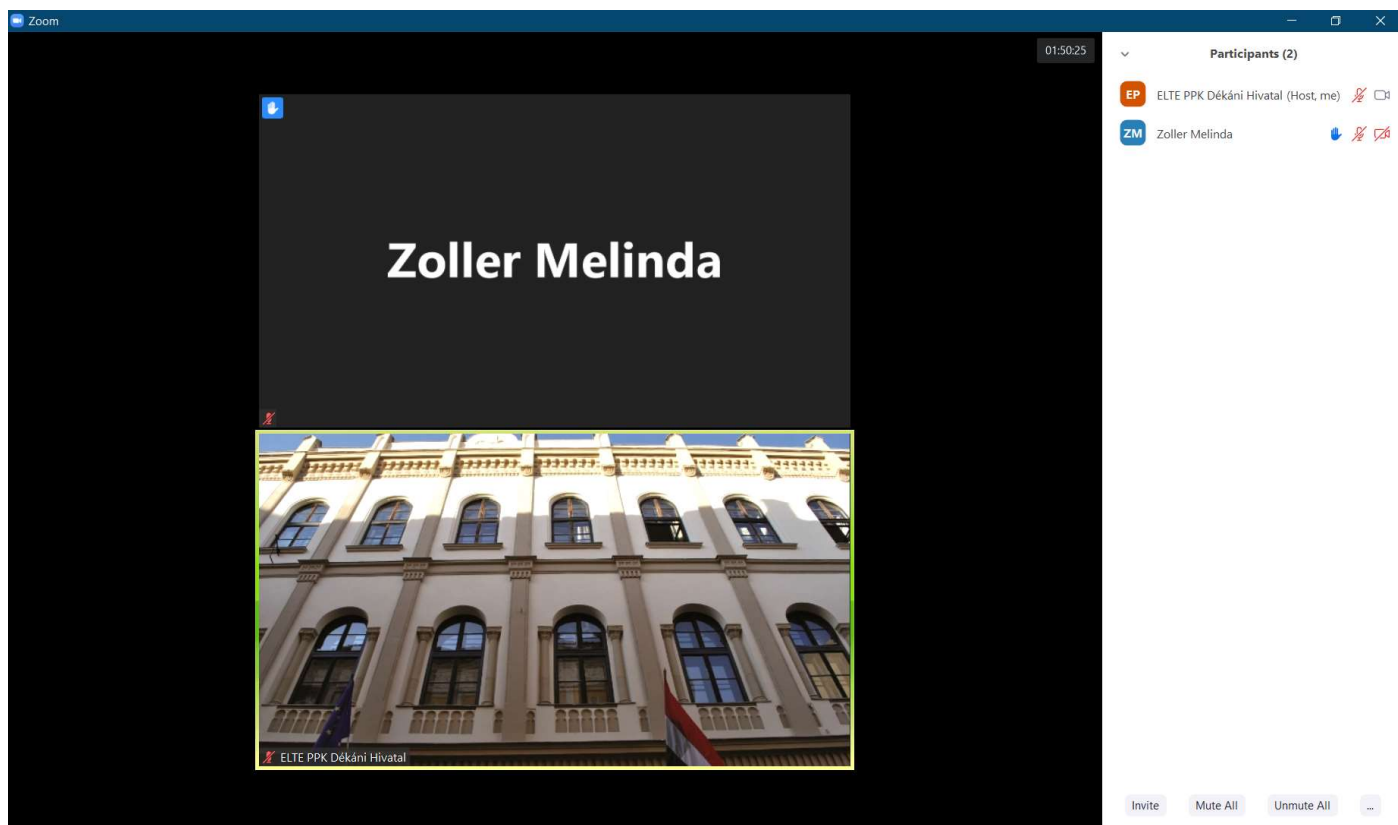 Zoom
01:50:25
Zoller Melinda
ELTE PPK Dékáni Hivatal
Participants (2)
EP ELTE PPK Dékáni Hivatal (Host, me)
ZM Zoller Melinda
Invite Mute All Unmute All ...